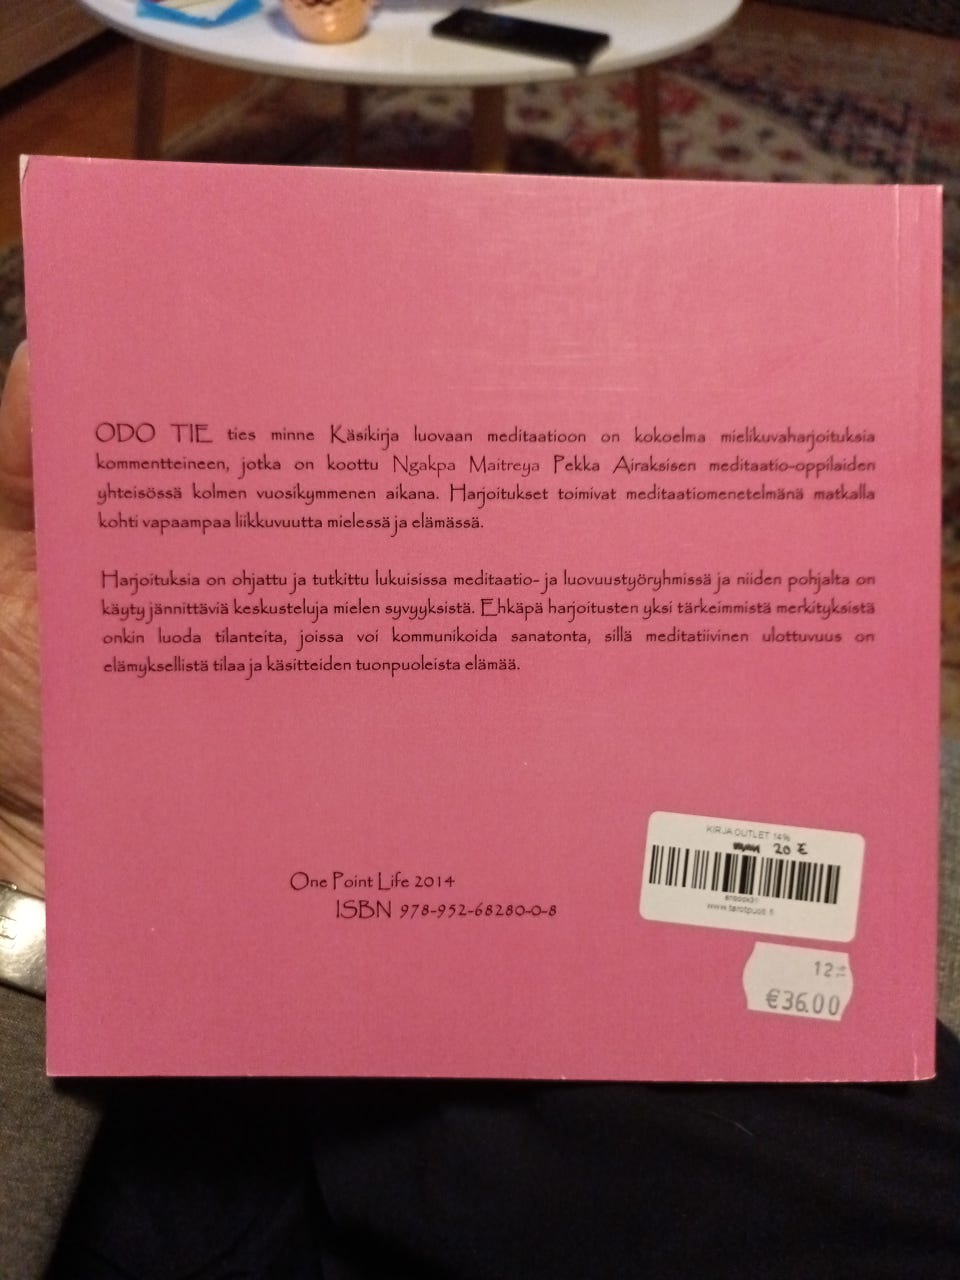 ODO TIE ties minne Käsikirja luovaan meditaatioon on kokoelma mielikuvaharjoituksia
kommentteineen, jotka on koottu Ngakpa Maitreya Pekka Airaksisen meditaatio-oppilaiden
yhteisössä kolmen vuosikymmenen aikana. Harjoitukset toimivat meditaatiomenetelmänä matkalla
kohti vapaampaa liikkuvuutta mielessä ja elämässä.
Harjoituksia on ohjattu ja tutkittu lukuisissa meditaatio- ja luovuustyöryhmissä ja niiden pohjalta on
käyty jännittäviä keskusteluja mielen syvyyksistä. Ehkäpä harjoitusten yksi tärkeimmistä merkityksistä
onkin luoda tilanteita, joissa voi kommunikoida sanatonta, sillä meditatiivinen ulottuvuus on
elämyksellistä tilaa ja käsitteiden tuonpuoleista elämää.
One Point Life 2014
ISBN 978-952-68280-0-8
KIRJA OUTLET 14%
20 €
www.tarotpuoti.fi
€36.00